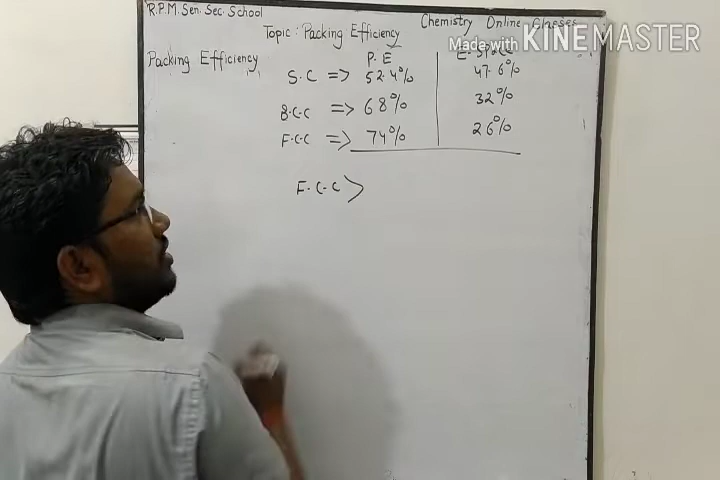 R.P.M. Sen. Sec. School
Chemistry Online Classes
Topic: Packing Efficiency
Made with KINEMASTER
Packing Efficiency
P.E
S.C => 52.4% 47.6%
B.C.C => 68% 32%
F.C.C => 74% 26%
F.C.C >